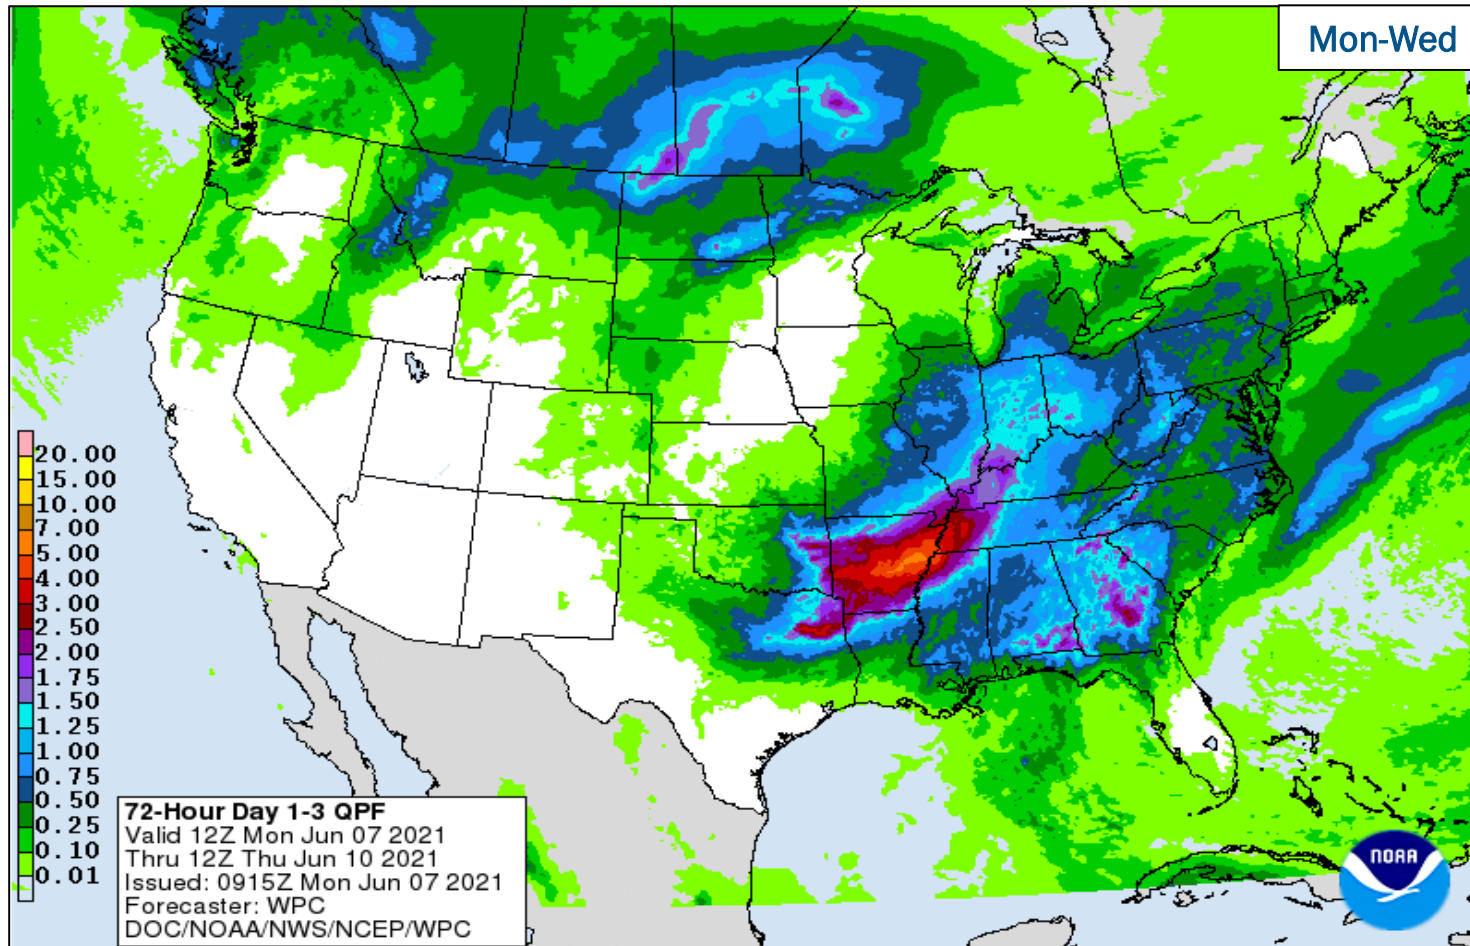 Mon-Wed
20.00
15.00
10.00
7.00
5.00
4.00
3.00
2.50
2.00
1.75
1.50
1.25
1.00
0.75
0.50
0.25
0.10
0.01
72-Hour Day 1-3 QPF
Valid 12Z Mon Jun 07 2021
Thru 12Z Thu Jun 10 2021
Issued: 0915Z Mon Jun 07 2021
Forecaster: WPC
DOC/NOAA/NWS/NCEP/WPC
NOAA